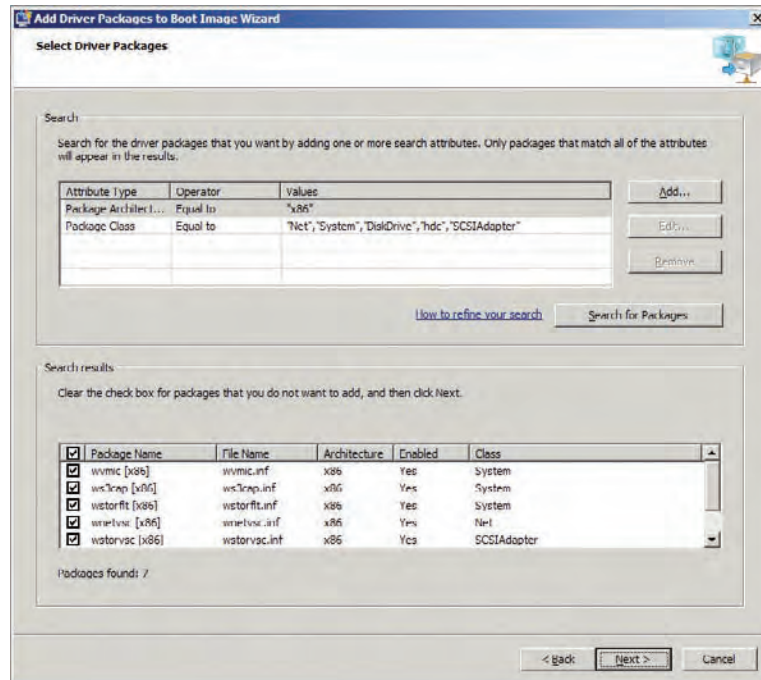 Add Driver Packages to Boot Image Wizard
Select Driver Packages
Search
Search for the driver packages that you want by adding one or more search attributes. Only packages that match all of the attributes
will appear in the results.
Attribute Type Operator Values
Package Architect... Equal to "x86"
Package Class Equal to "Net","System","DiskDrive","hdc","SCSIAdapter"
Add...
Edit...
Remove
How to refine your search Search for Packages
Search results
Clear the check box for packages that you do not want to add, and then click Next.
Package Name File Name Architecture Enabled Class
wvmic [x86] wvmic.inf x86 Yes System
ws3cap [x86] ws3cap.inf x86 Yes System
wstorflt [x86] wstorflt.inf x86 Yes System
wnetvsc [x86] wnetvsc.inf x86 Yes Net
wstorvsc [x86] wstorvsc.inf x86 Yes SCSIAdapter
Packages found: 7
< Back Next > Cancel